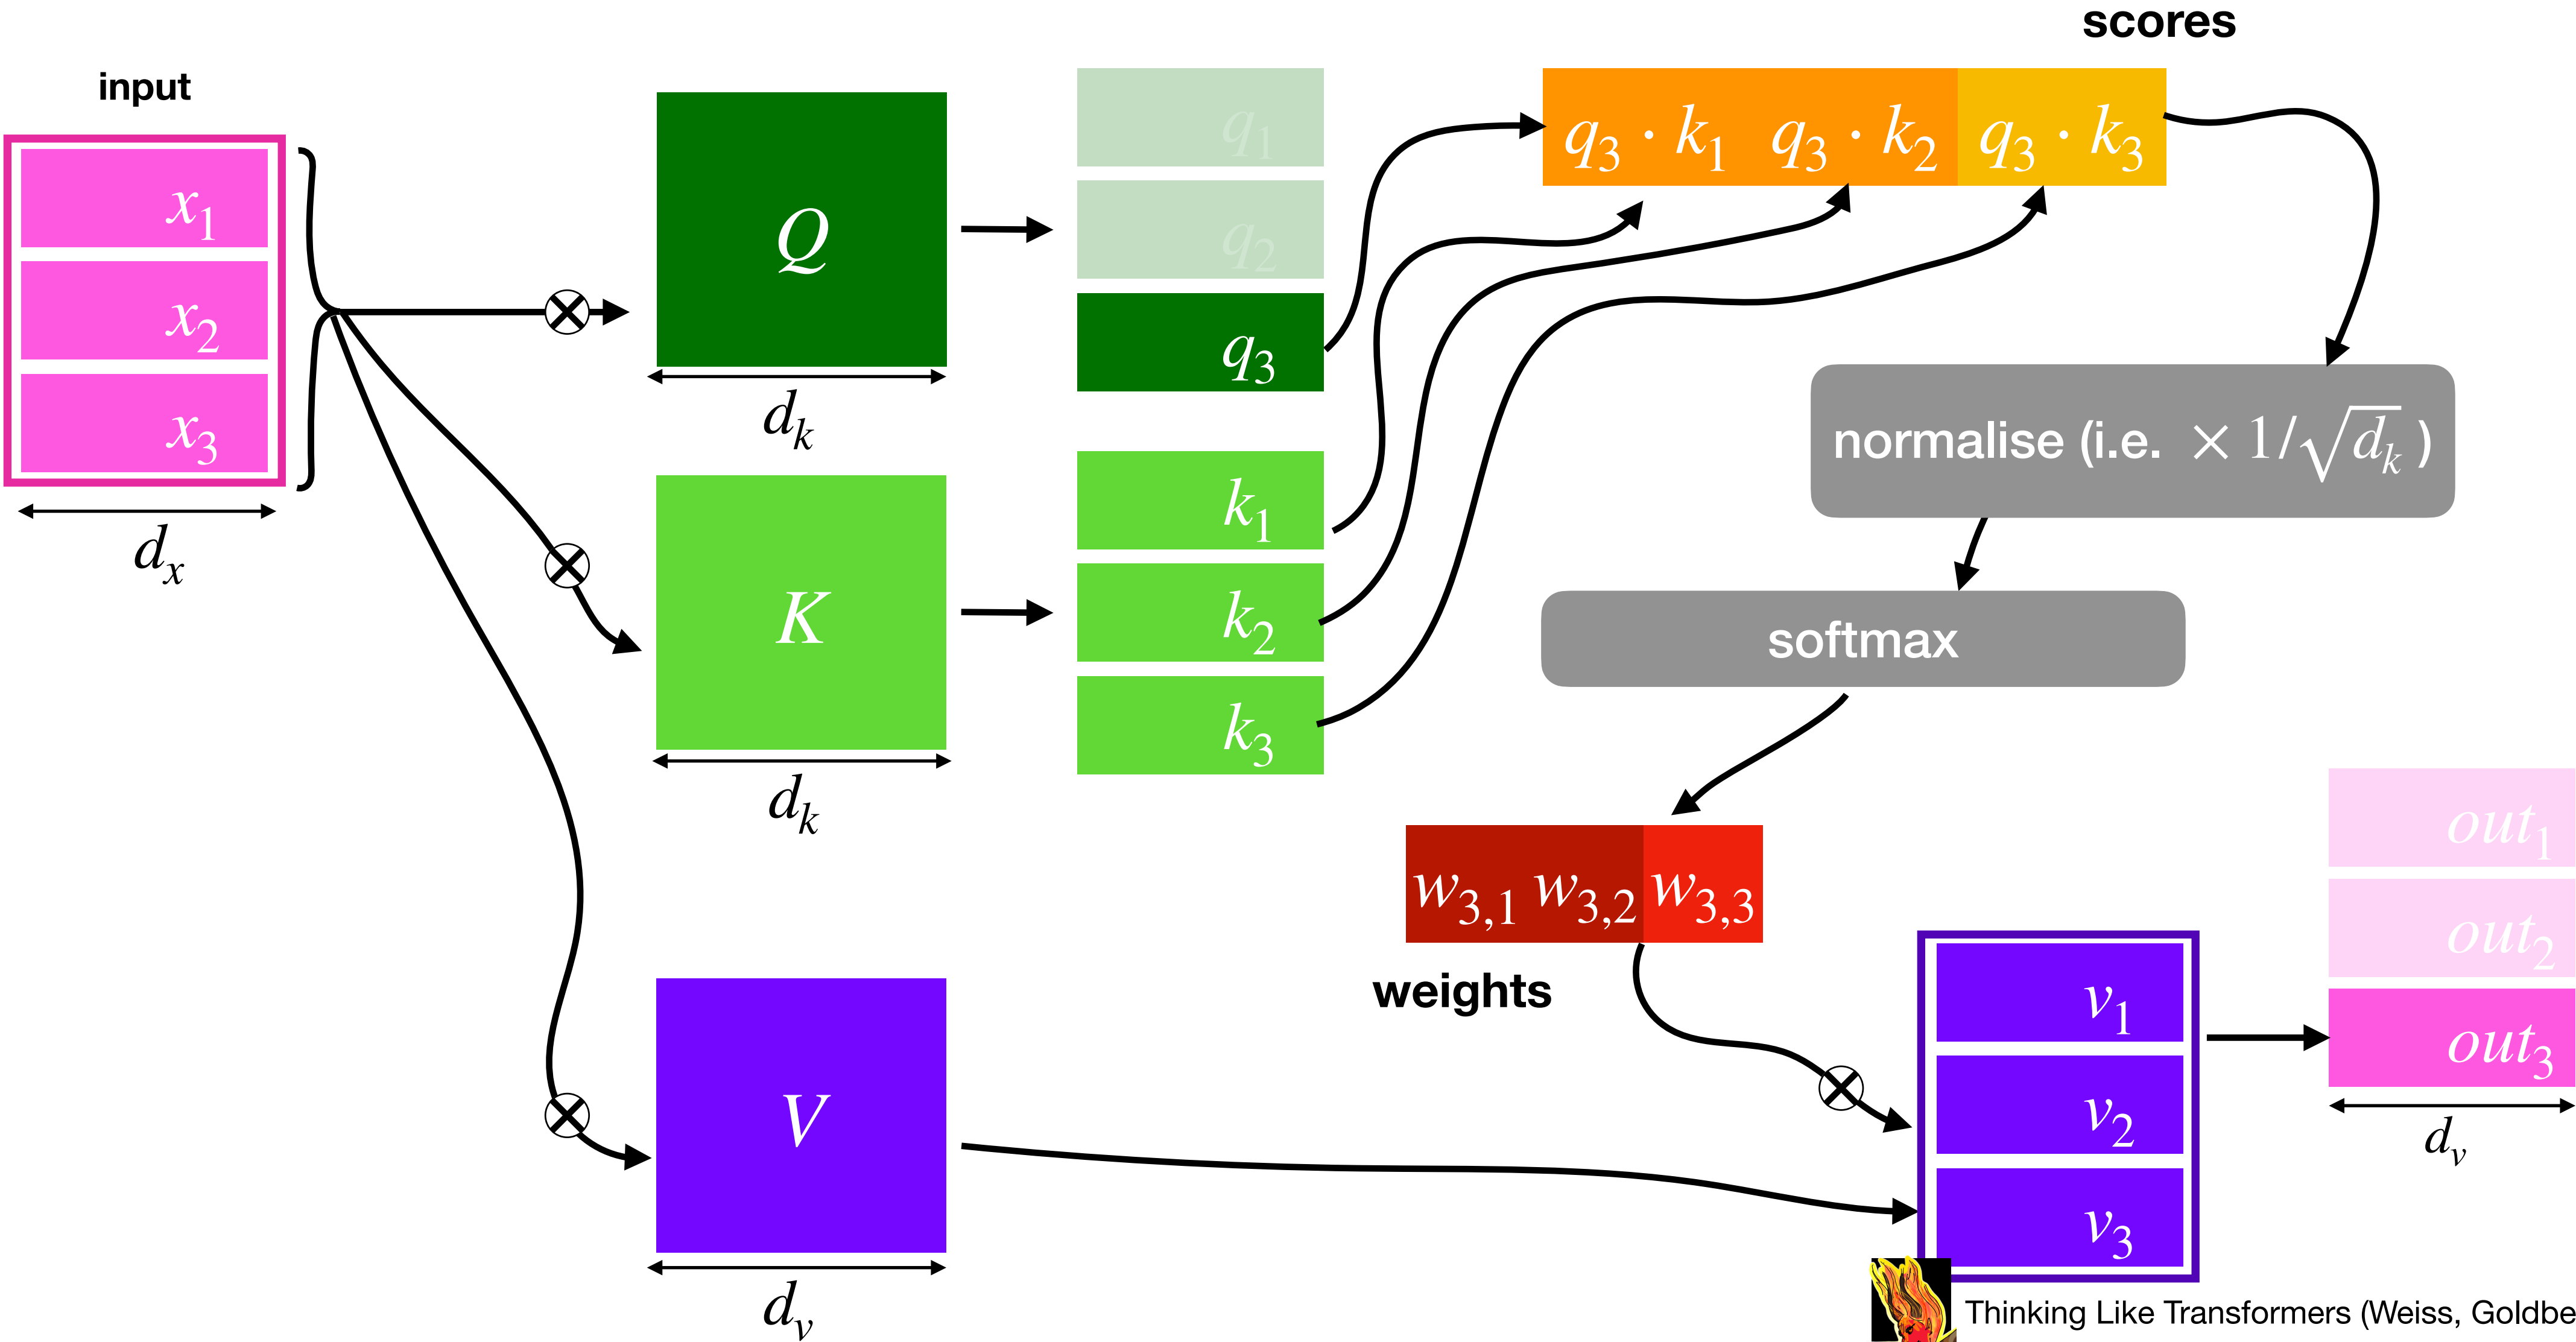 scores
input
x₁
x₂
x₃
dₓ
Q
dₖ
K
dₖ
V
dᵥ
q₁
q₂
q₃
k₁
k₂
k₃
q₃ · k₁ q₃ · k₂ q₃ · k₃
normalise (i.e. × 1/√dₖ )
softmax
w₃,₁ w₃,₂ w₃,₃
weights
v₁
v₂
v₃
out₁
out₂
out₃
dᵥ
Thinking Like Transformers (Weiss, Goldbe